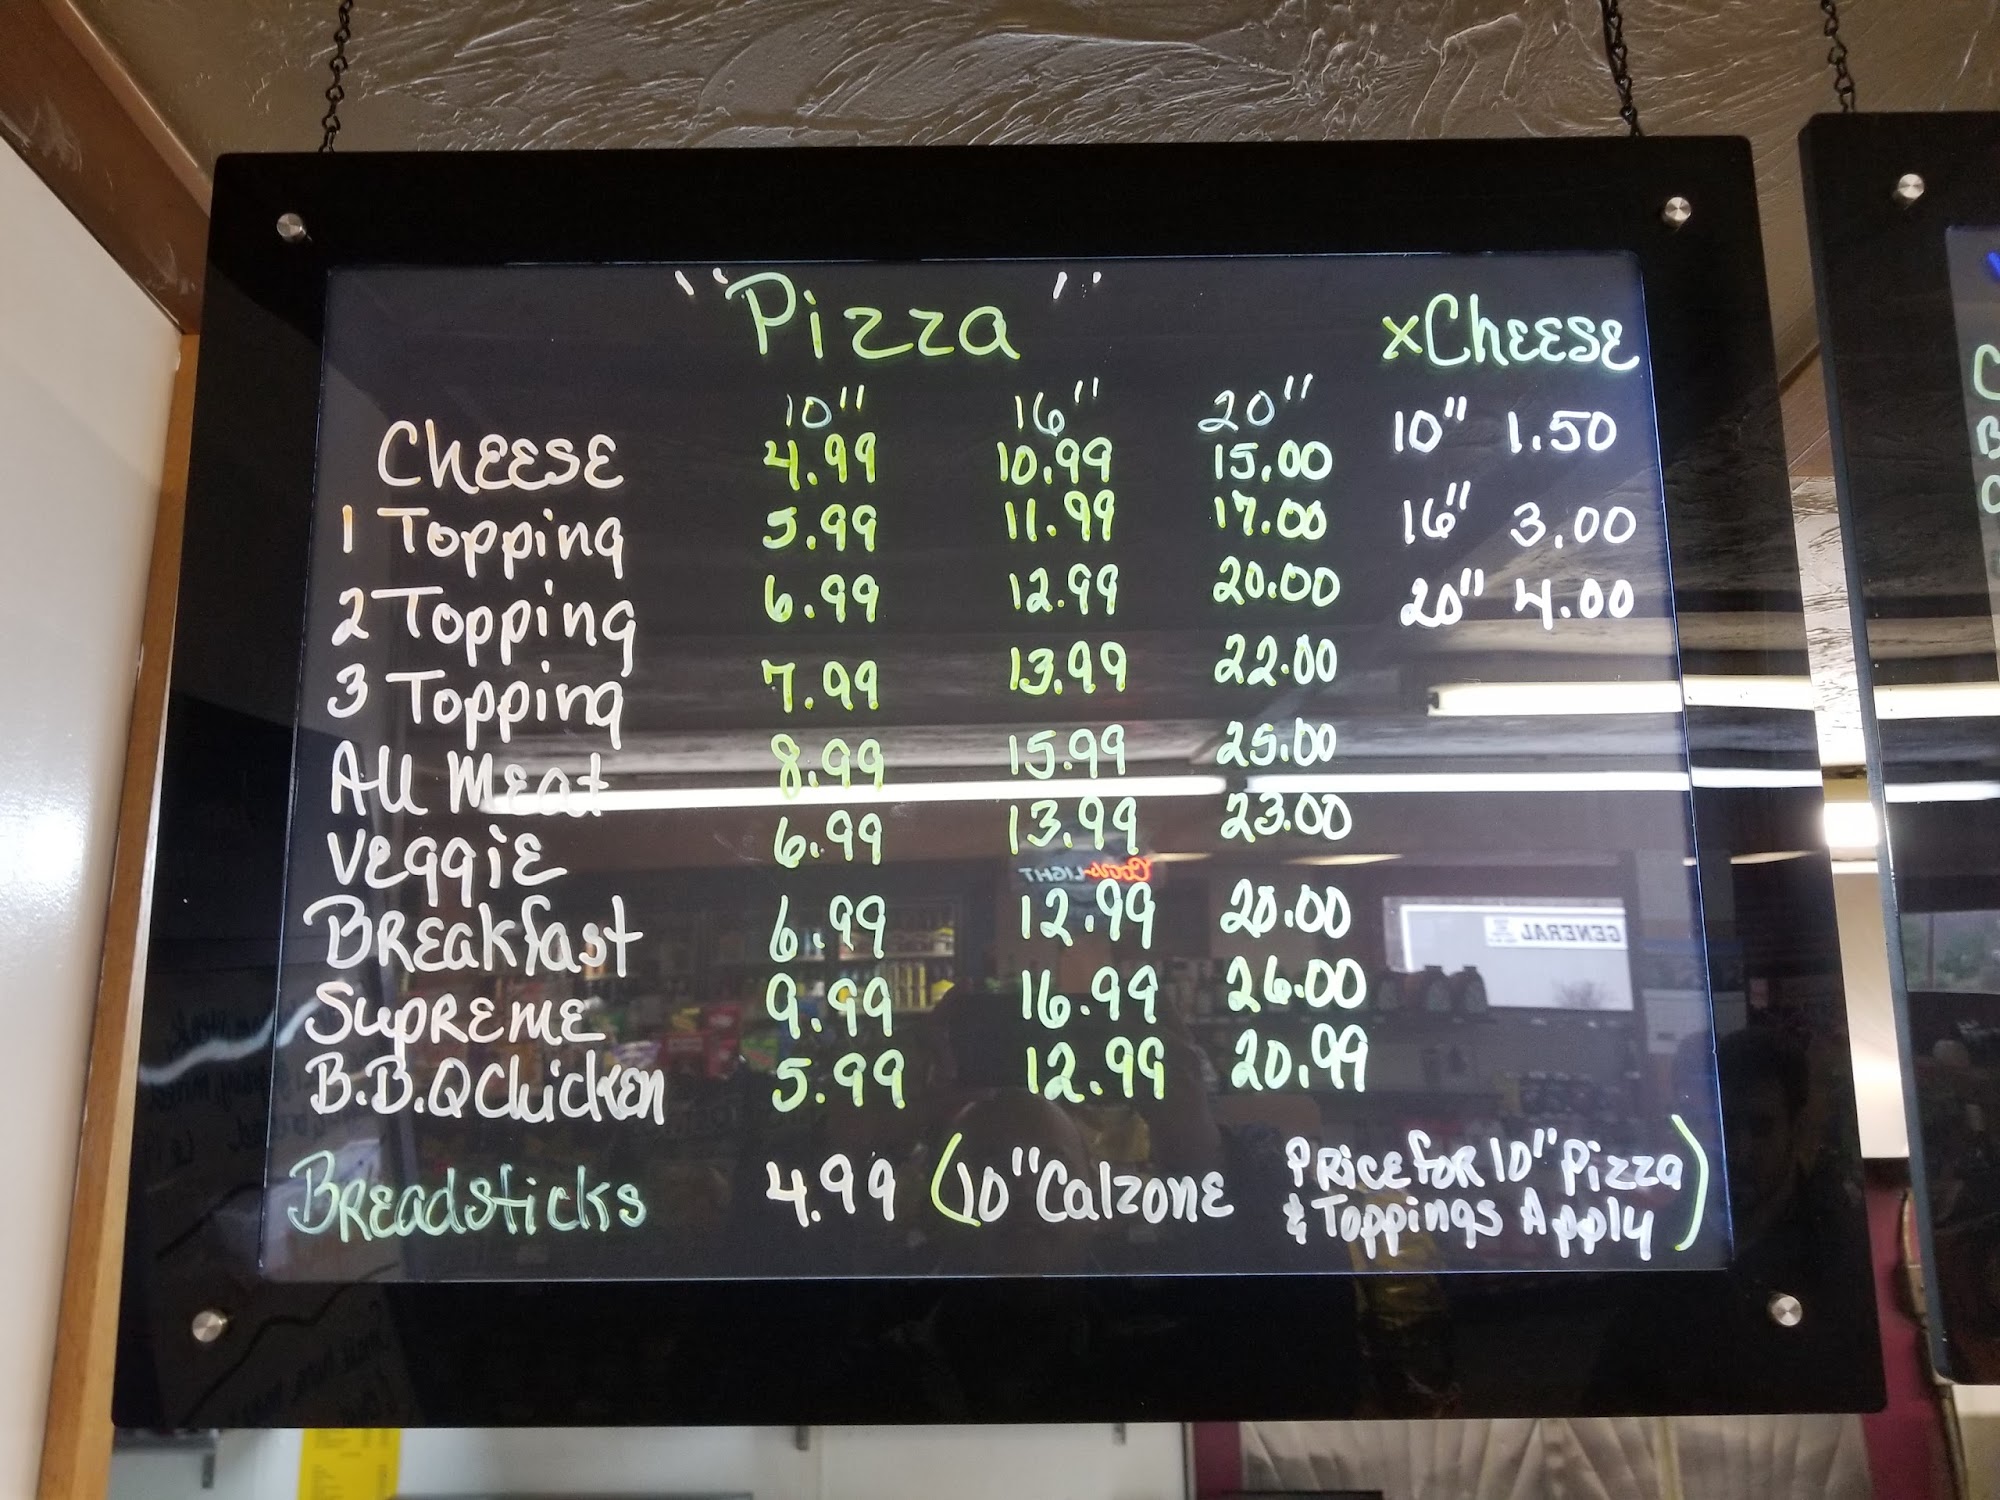 "Pizza"
xCheese
10" 16" 20"
10" 1.50
16" 3.00
20" 4.00
Cheese 4.99 10.99 15.00
1 Topping 5.99 11.99 17.00
2 Topping 6.99 12.99 20.00
3 Topping 7.99 13.99 22.00
All Meat 8.99 15.99 25.00
Veggie 6.99 13.99 23.00
Breakfast 6.99 12.99 20.00
Supreme 9.99 16.99 26.00
B.B.Q Chicken 5.99 12.99 20.99
Breadsticks 4.99 (10" Calzone Price for 10" Pizza
& Toppings Apply)
Coors LIGHT
GENERAL